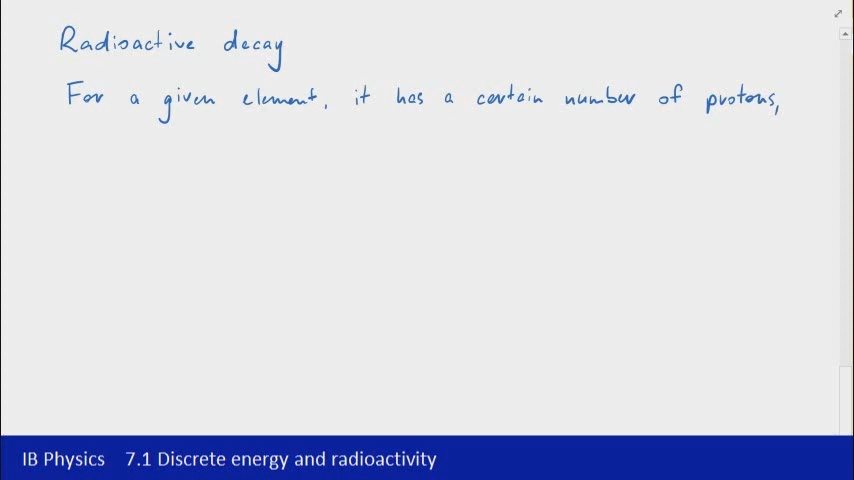 Radioactive decay
For a given element, it has a certain number of protons,
IB Physics 7.1 Discrete energy and radioactivity